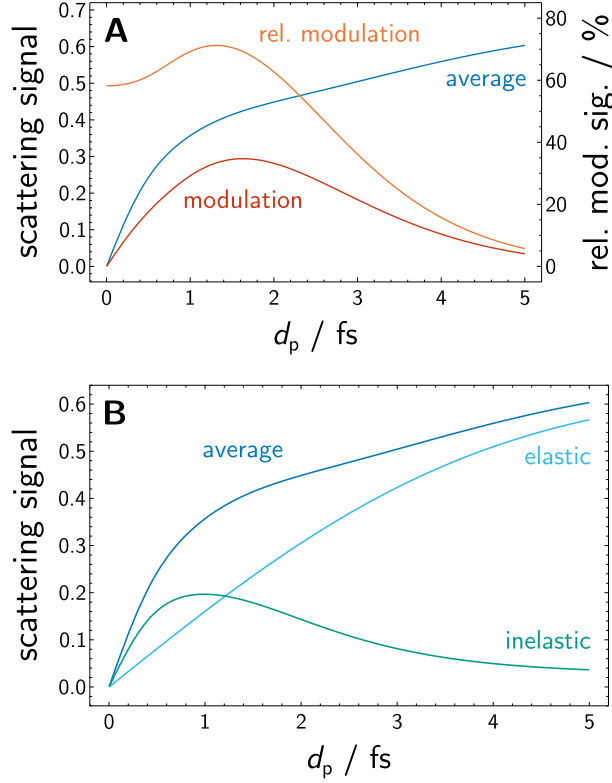 A
rel. modulation
average
modulation
scattering signal
0.7
0.6
0.5
0.4
0.3
0.2
0.1
0.0
rel. mod. sig. / %
80
60
40
20
0
0 1 2 3 4 5
dp / fs
B
average
elastic
inelastic
scattering signal
0.6
0.5
0.4
0.3
0.2
0.1
0.0
0 1 2 3 4 5
dp / fs